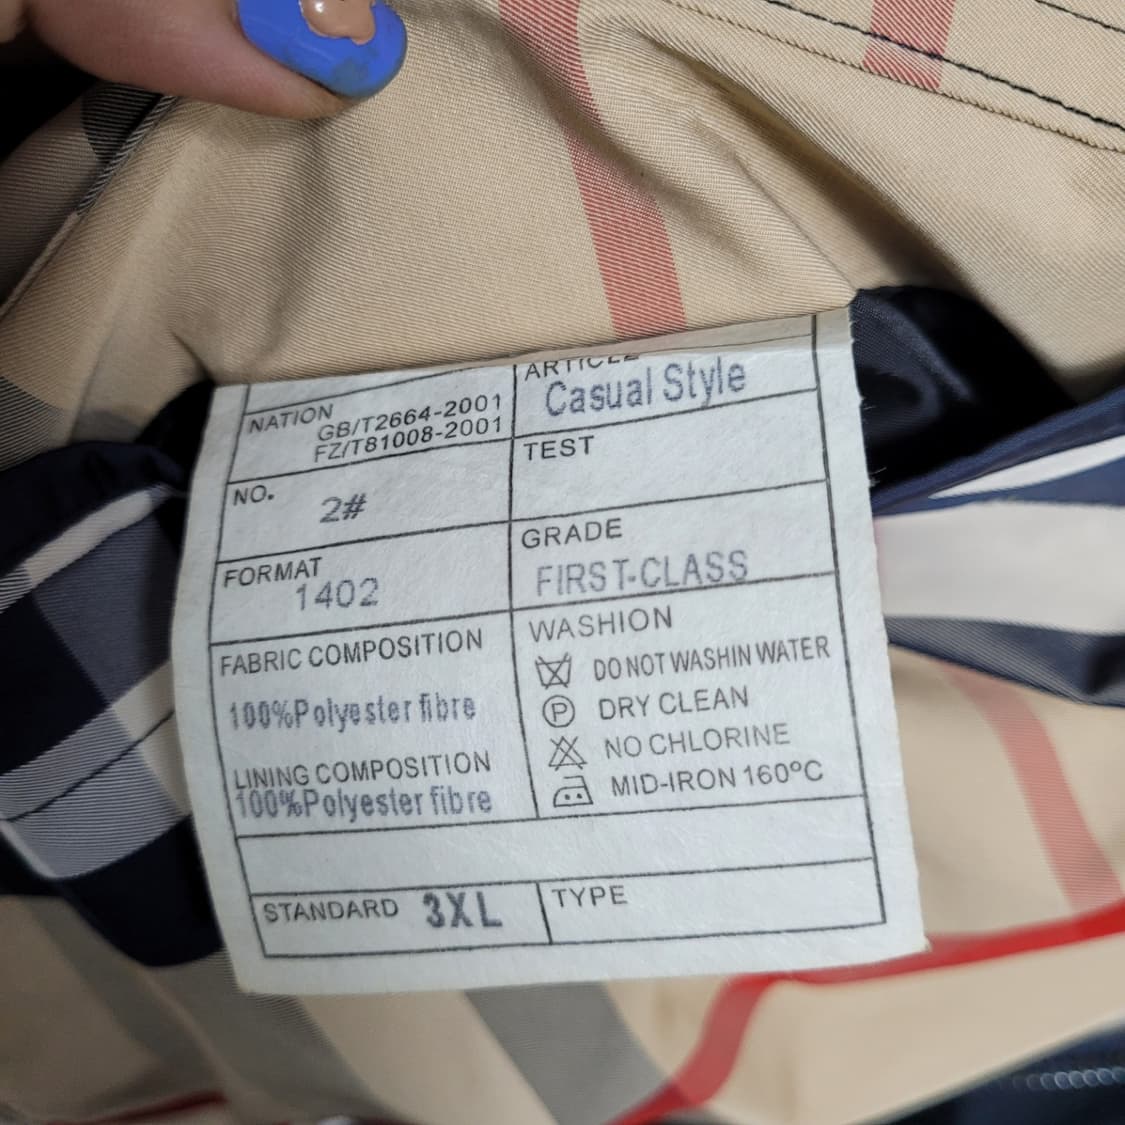 ARTICLE
Casual Style
NATION
GB/T2664-2001
FZ/T81008-2001
TEST
NO.
2#
GRADE
FIRST-CLASS
FORMAT
1402
WASHION
FABRIC COMPOSITION
100%Polyester fibre
LINING COMPOSITION
100%Polyester fibre
DO NOT WASHIN WATER
P DRY CLEAN
NO CHLORINE
MID-IRON 160°C
STANDARD 3XL
TYPE